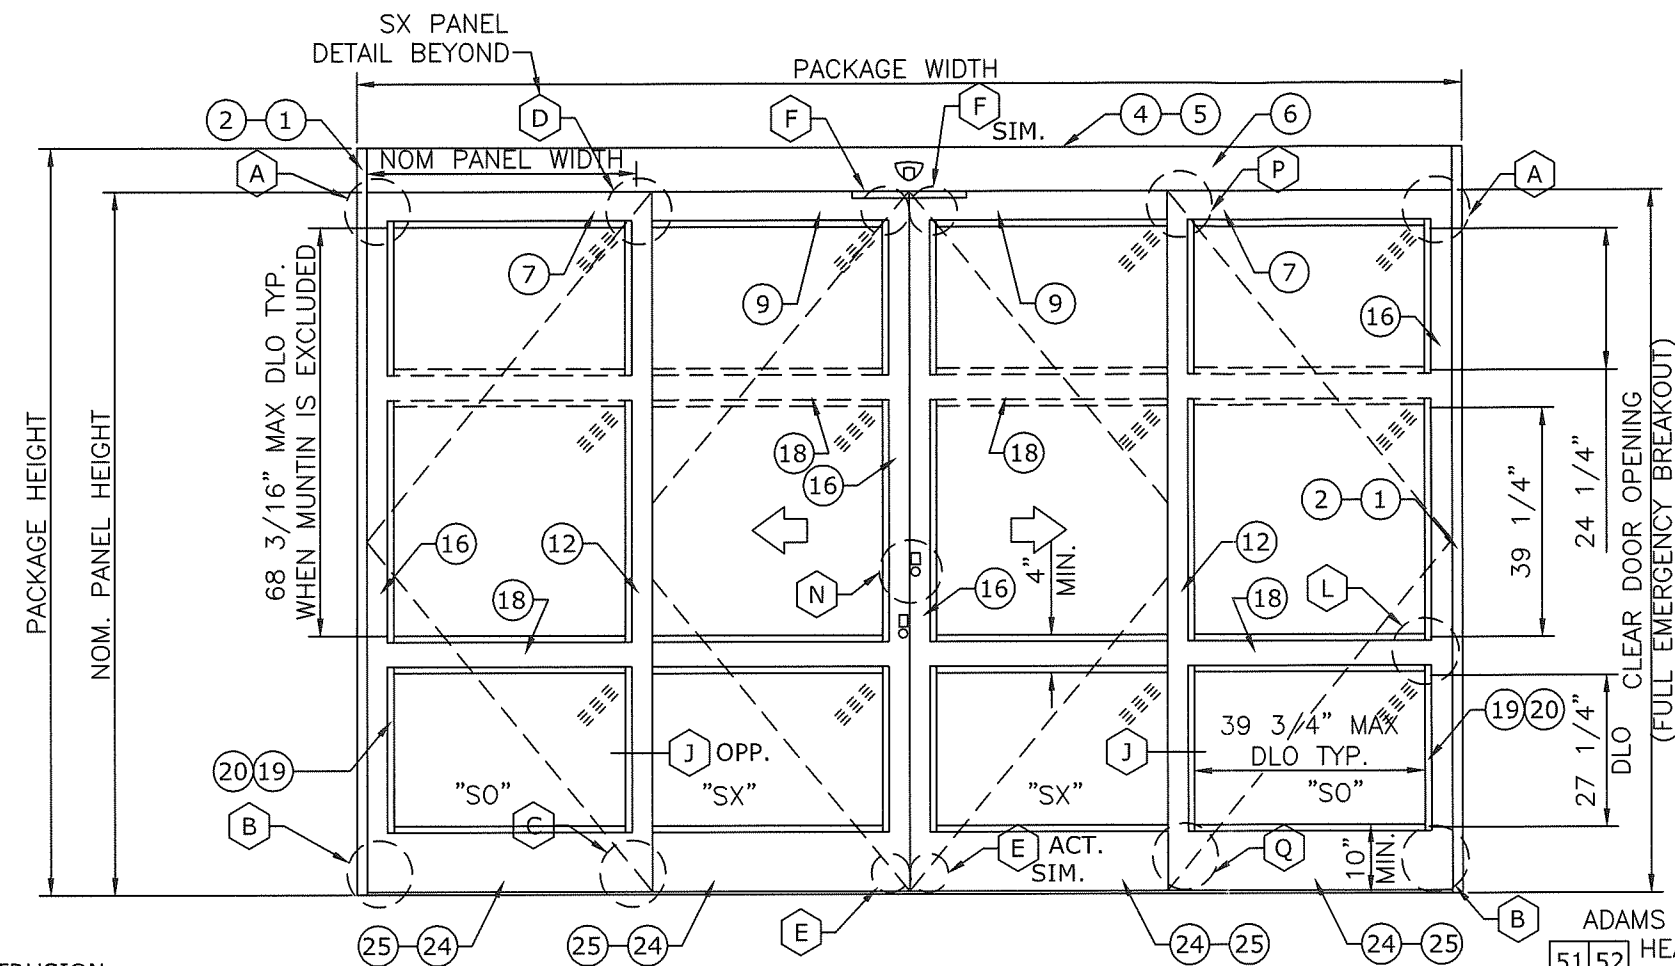 SX PANEL
DETAIL BEYOND
PACKAGE WIDTH
2 1
D
F
F
SIM.
4 5
6
A
NOM PANEL WIDTH
P
A
7
9
9
7
16
68 3/16" MAX DLO TYP.
WHEN MUNTIN IS EXCLUDED
PACKAGE HEIGHT
NOM. PANEL HEIGHT
18
16
18
2 1
39 1/4"
24 1/4"
CLEAR DOOR OPENING
(FULL EMERGENCY BREAKOUT)
16
12
4"
MIN.
12
N
16
L
18
18
39 3/4" MAX
DLO TYP.
19 20
27 1/4"
DLO
20 19
J OPP.
J
"SO"
"SX"
"SX"
"SO"
B
C
E ACT.
SIM.
Q
10"
MIN.
E
B
25 24
25 24
24 25
24 25
ADAMS
51 52